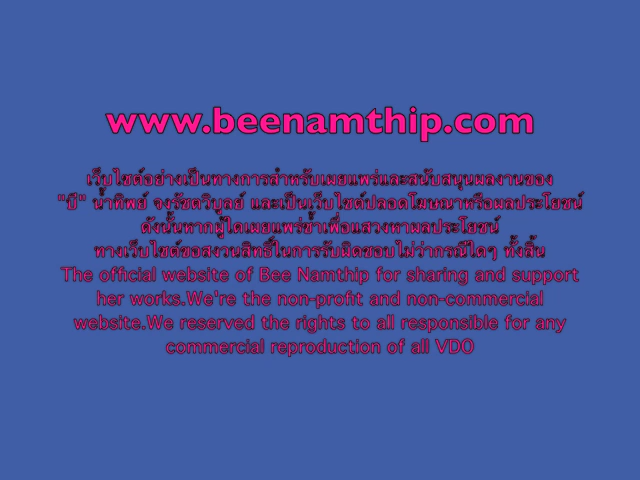 www.beenamthip.com
เว็บไซต์อย่างเป็นทางการสำหรับเผยแพร่และสนับสนุนผลงานของ
"บี" น้ำทิพย์ จงรัชตวิบูลย์ และเป็นเว็บไซต์ปลอดโฆษณาหรือผลประโยชน์
ดังนั้นหากผู้ใดเผยแพร่ซ้ำเพื่อแสวงหาผลประโยชน์
ทางเว็บไซต์ขอสงวนสิทธิ์ในการรับผิดชอบไม่ว่ากรณีใดๆ ทั้งสิ้น
The official website of Bee Namthip for sharing and support
her works.We're the non-profit and non-commercial
website.We reserved the rights to all responsible for any
commercial reproduction of all VDO